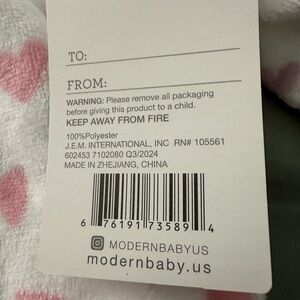 TO:
FROM:
WARNING: Please remove all packaging
before giving this product to a child.
KEEP AWAY FROM FIRE
100%Polyester
J.E.M. INTERNATIONAL, INC RN# 105561
602453 7102080 Q3/2024
MADE IN ZHEJIANG, CHINA
6 76191 73589 4
MODERNBABYUS
modernbaby.us